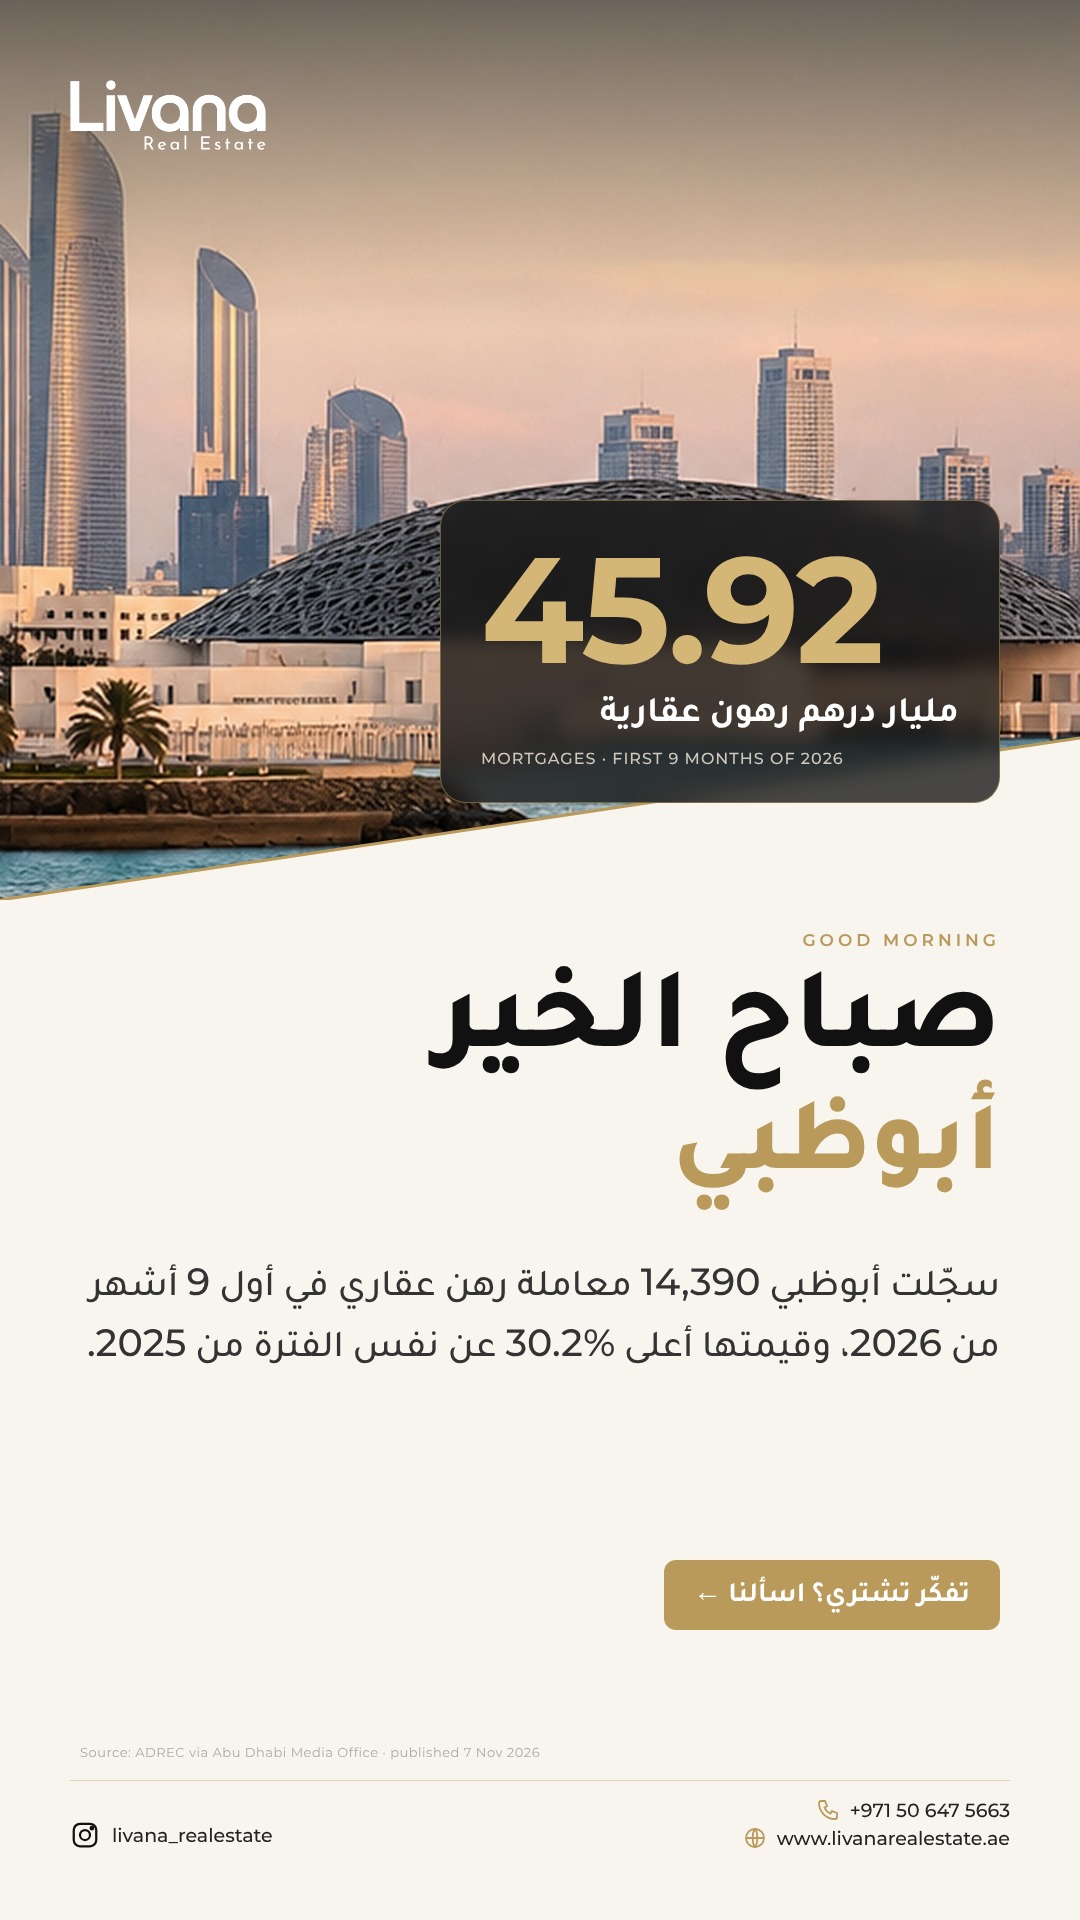 Livana
Real Estate
45.92
مليار درهم رهون عقارية
MORTGAGES · FIRST 9 MONTHS OF 2026
GOOD MORNING
صباح الخير
أبوظبي
سجّلت أبوظبي 14,390 معاملة رهن عقاري في أول 9 أشهر
من 2026، وقيمتها أعلى 30.2% عن نفس الفترة من 2025.
تفكّر تشتري؟ اسألنا ←
Source: ADREC via Abu Dhabi Media Office · published 7 Nov 2026
livana_realestate
+971 50 647 5663
www.livanarealestate.ae